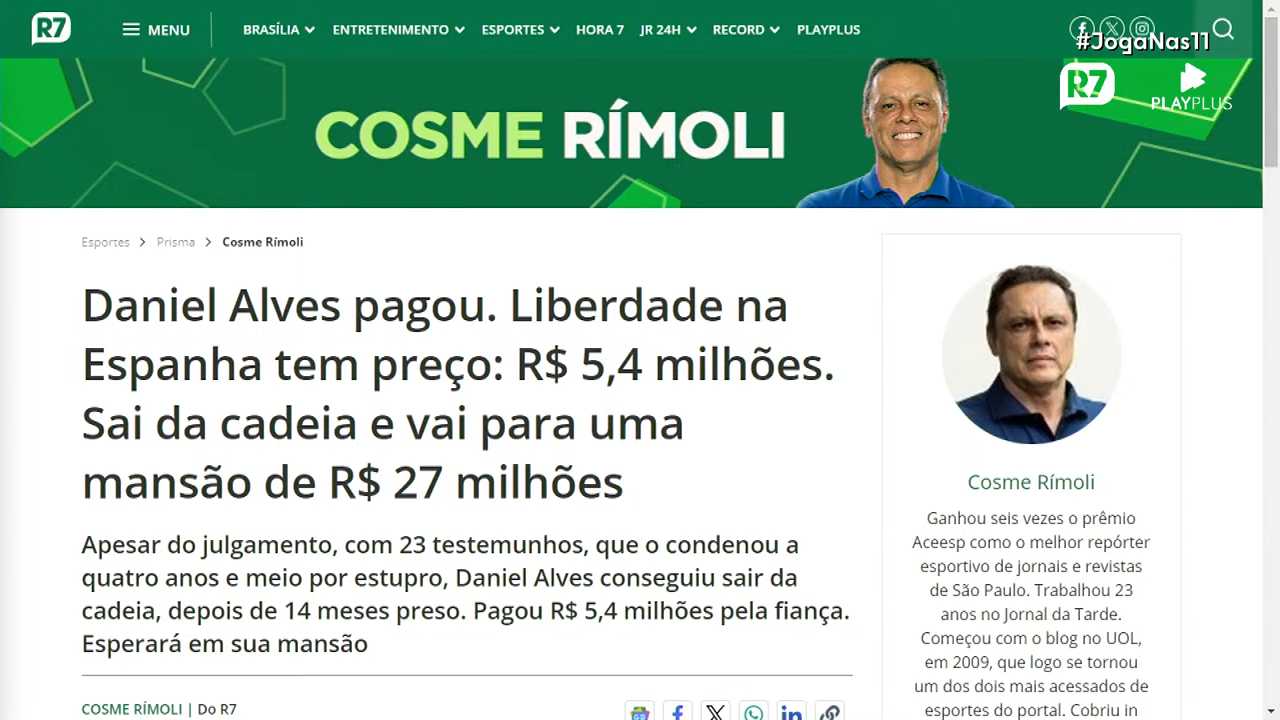 R7
MENU
BRASÍLIA
ENTRETENIMENTO
ESPORTES
HORA 7
JR 24H
RECORD
PLAYPLUS
#JogaNas11
R7
PLAYPLUS
COSME RÍMOLI
Esportes > Prisma > Cosme Rímoli
Daniel Alves pagou. Liberdade na
Espanha tem preço: R$ 5,4 milhões.
Sai da cadeia e vai para uma
mansão de R$ 27 milhões
Apesar do julgamento, com 23 testemunhos, que o condenou a
quatro anos e meio por estupro, Daniel Alves conseguiu sair da
cadeia, depois de 14 meses preso. Pagou R$ 5,4 milhões pela fiança.
Esperará em sua mansão
COSME RÍMOLI | Do R7
Cosme Rímoli
Ganhou seis vezes o prêmio
Aceesp como o melhor repórter
esportivo de jornais e revistas
de São Paulo. Trabalhou 23
anos no Jornal da Tarde.
Começou com o blog no UOL,
em 2009, que logo se tornou
um dos dois mais acessados de
esportes do portal. Cobriu in